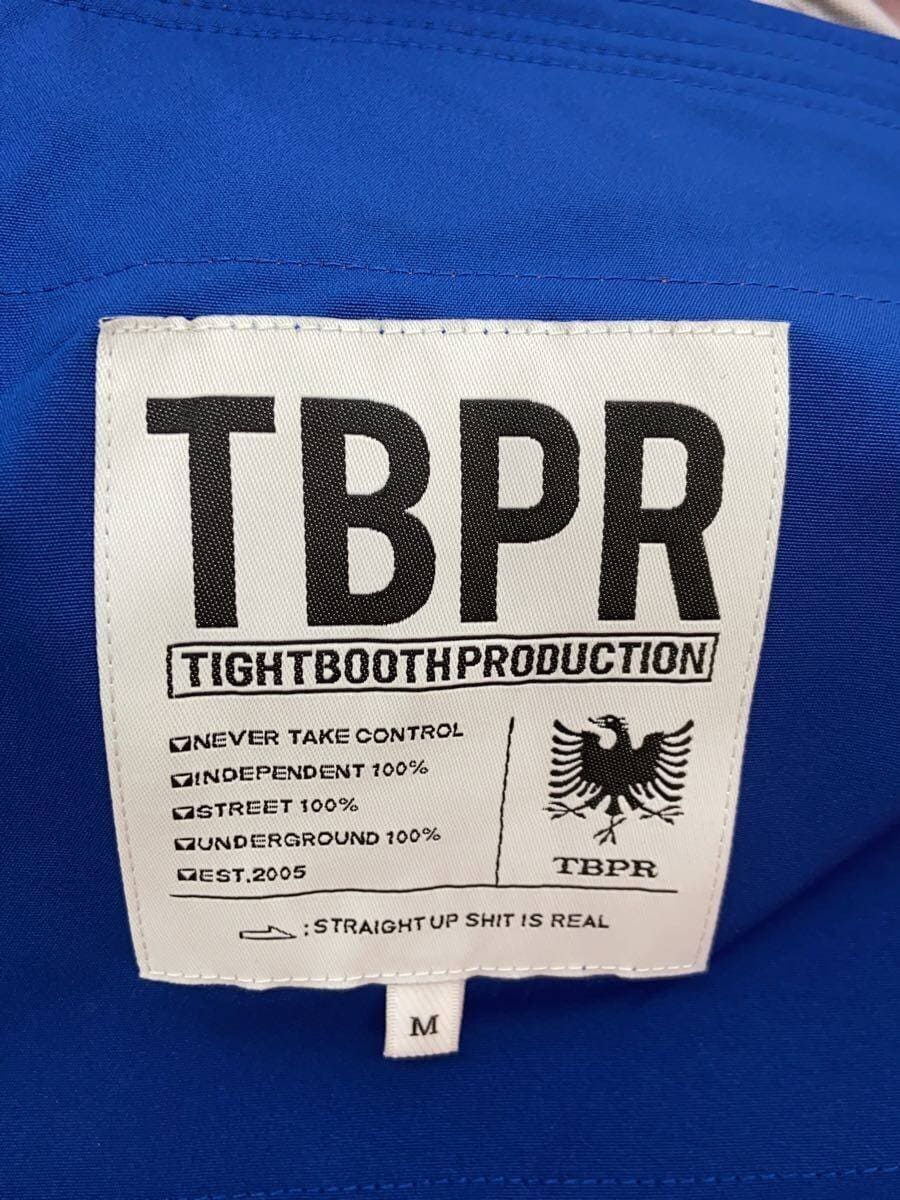 TBPR
TIGHTBOOTHPRODUCTION
NEVER TAKE CONTROL
INDEPENDENT 100%
STREET 100%
UNDERGROUND 100%
EST.2005
TBPR
:STRAIGHT UP SHIT IS REAL
M